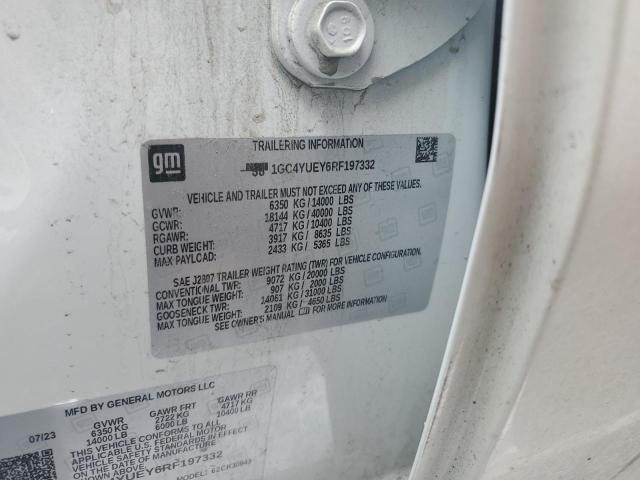 109
gm
TRAILERING INFORMATION
1GC4YUEY6RF197332
VEHICLE AND TRAILER MUST NOT EXCEED ANY OF THESE VALUES.
GVWR: 6350 KG/14000 LBS
GCWR: 18144 KG/40000 LBS
RGAWR: 4717 KG/10400 LBS
CURB WEIGHT: 3917 KG/ 8635 LBS
MAX PAYLOAD: 2433 KG/ 5365 LBS
SAE J2807 TRAILER WEIGHT RATING (TWR) FOR VEHICLE CONFIGURATION.
CONVENTIONAL TWR: 9072 KG/ 20000 LBS
MAX TONGUE WEIGHT: 907 KG/ 2000 LBS
GOOSENECK TWR: 14061 KG/31000 LBS
MAX TONGUE WEIGHT: 2109 KG/ 4650 LBS
SEE OWNER'S MANUAL FOR MORE INFORMATION.
MFD BY GENERAL MOTORS LLC
07/23 GVWR GAWR FRT GAWR RR
6350 KG 2722 KG 4717 KG
14000 LB 6000 LB 10400 LB
THIS VEHICLE CONFORMS TO ALL APPLICABLE U.S. FEDERAL MOTOR
VEHICLE SAFETY STANDARDS IN EFFECT
ON THE DATE OF MANUFACTURE
YUEY6RF197332